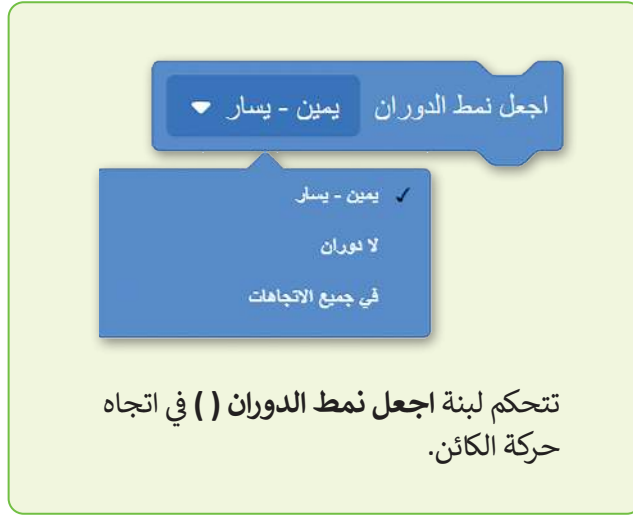 اجعل نمط الدوران يمين - يسار
✓ يمين - يسار
لا دوران
في جميع الاتجاهات
تتحكم لبنة اجعل نمط الدوران ( ) في اتجاه
حركة الكائن.